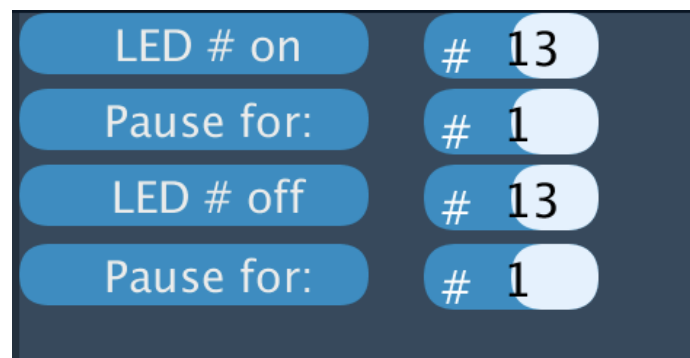 LED # on # 13
Pause for: # 1
LED # off # 13
Pause for: # 1